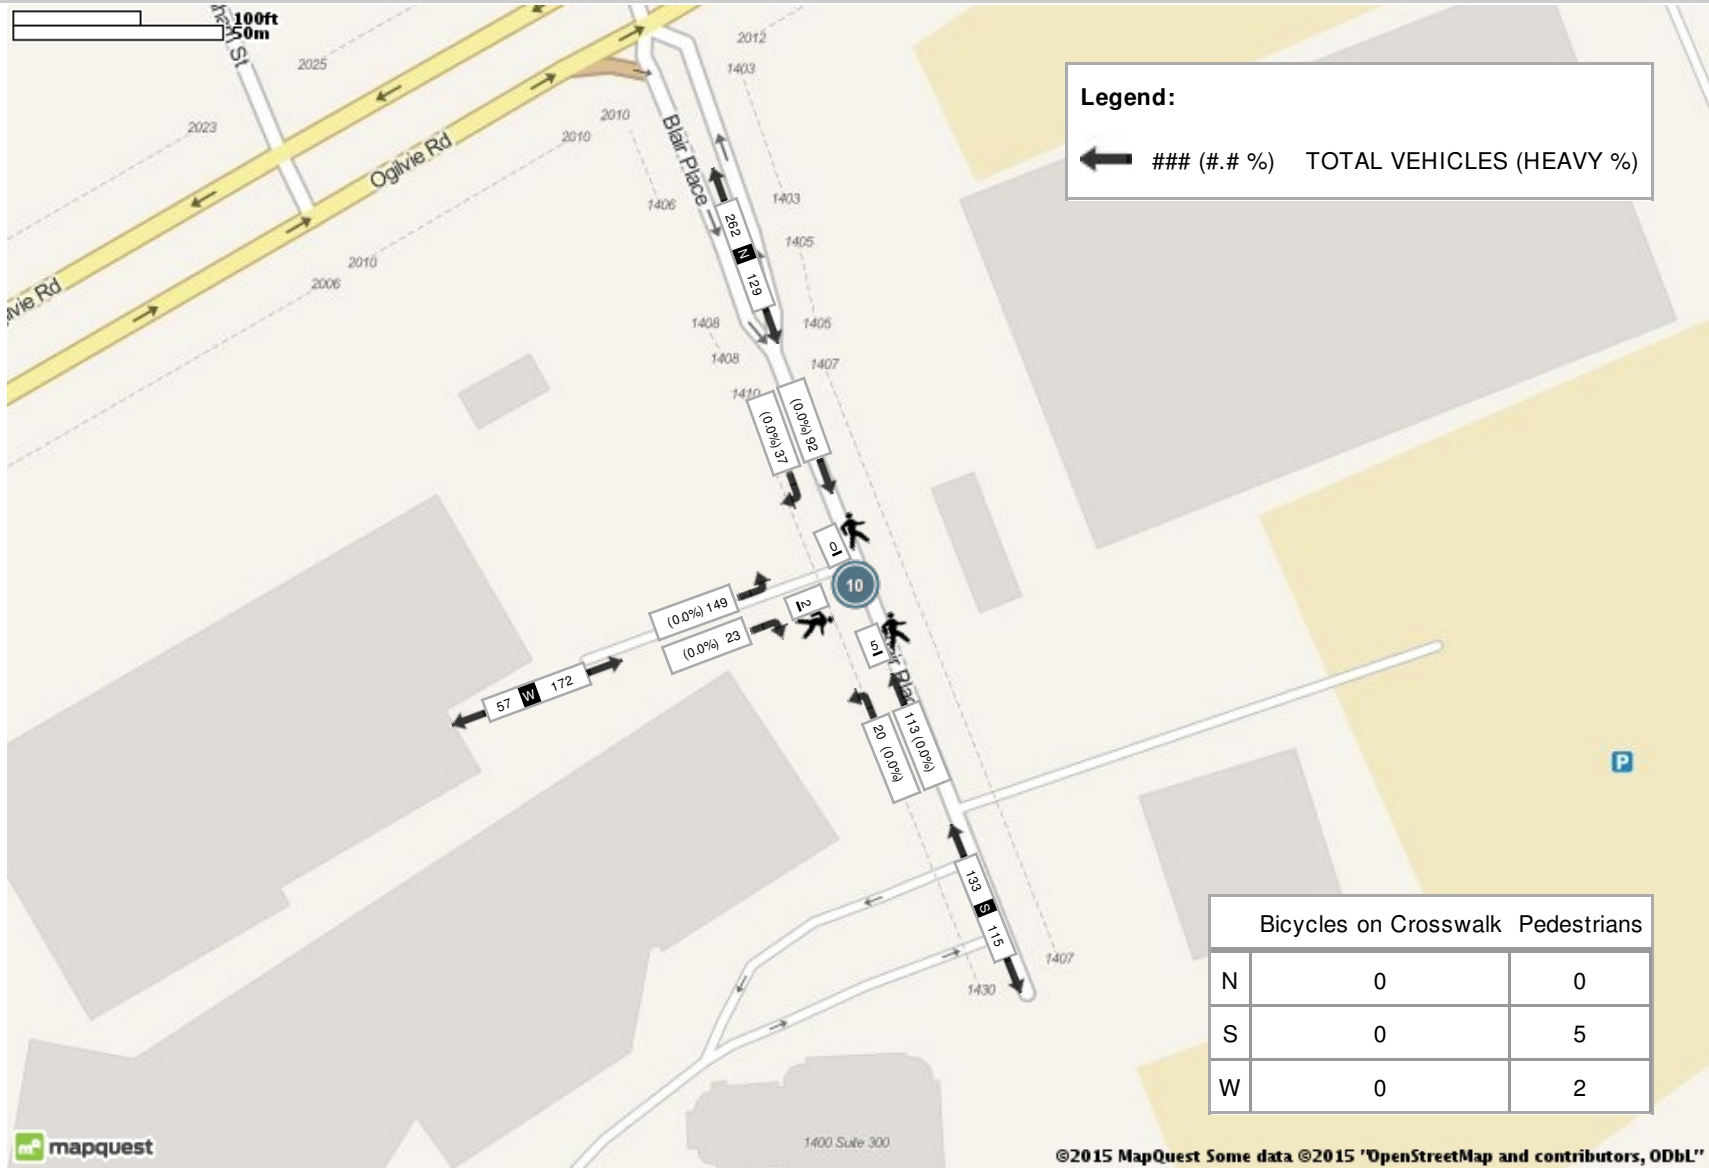 100ft
50m
2025
2012
1403
2023
2010
2010
Ogilvie Rd
Blair Place
Legend:
### (#.# %) TOTAL VEHICLES (HEAVY %)
1406
1403
262 N 129
1405
2010
2006
1408
1405
1408
1407
1410
(0.0%) 37
(0.0%) 92
0
10
(0.0%) 149
2
(0.0%) 23
5
57 W 172
20 (0.0%)
113 (0.0%)
133 S 115
P
1407
1430
Bicycles on Crosswalk Pedestrians
N 0 0
S 0 5
W 0 2
1400 Suite 300
mapquest
©2015 MapQuest Some data ©2015 "OpenStreetMap and contributors, ODbL"